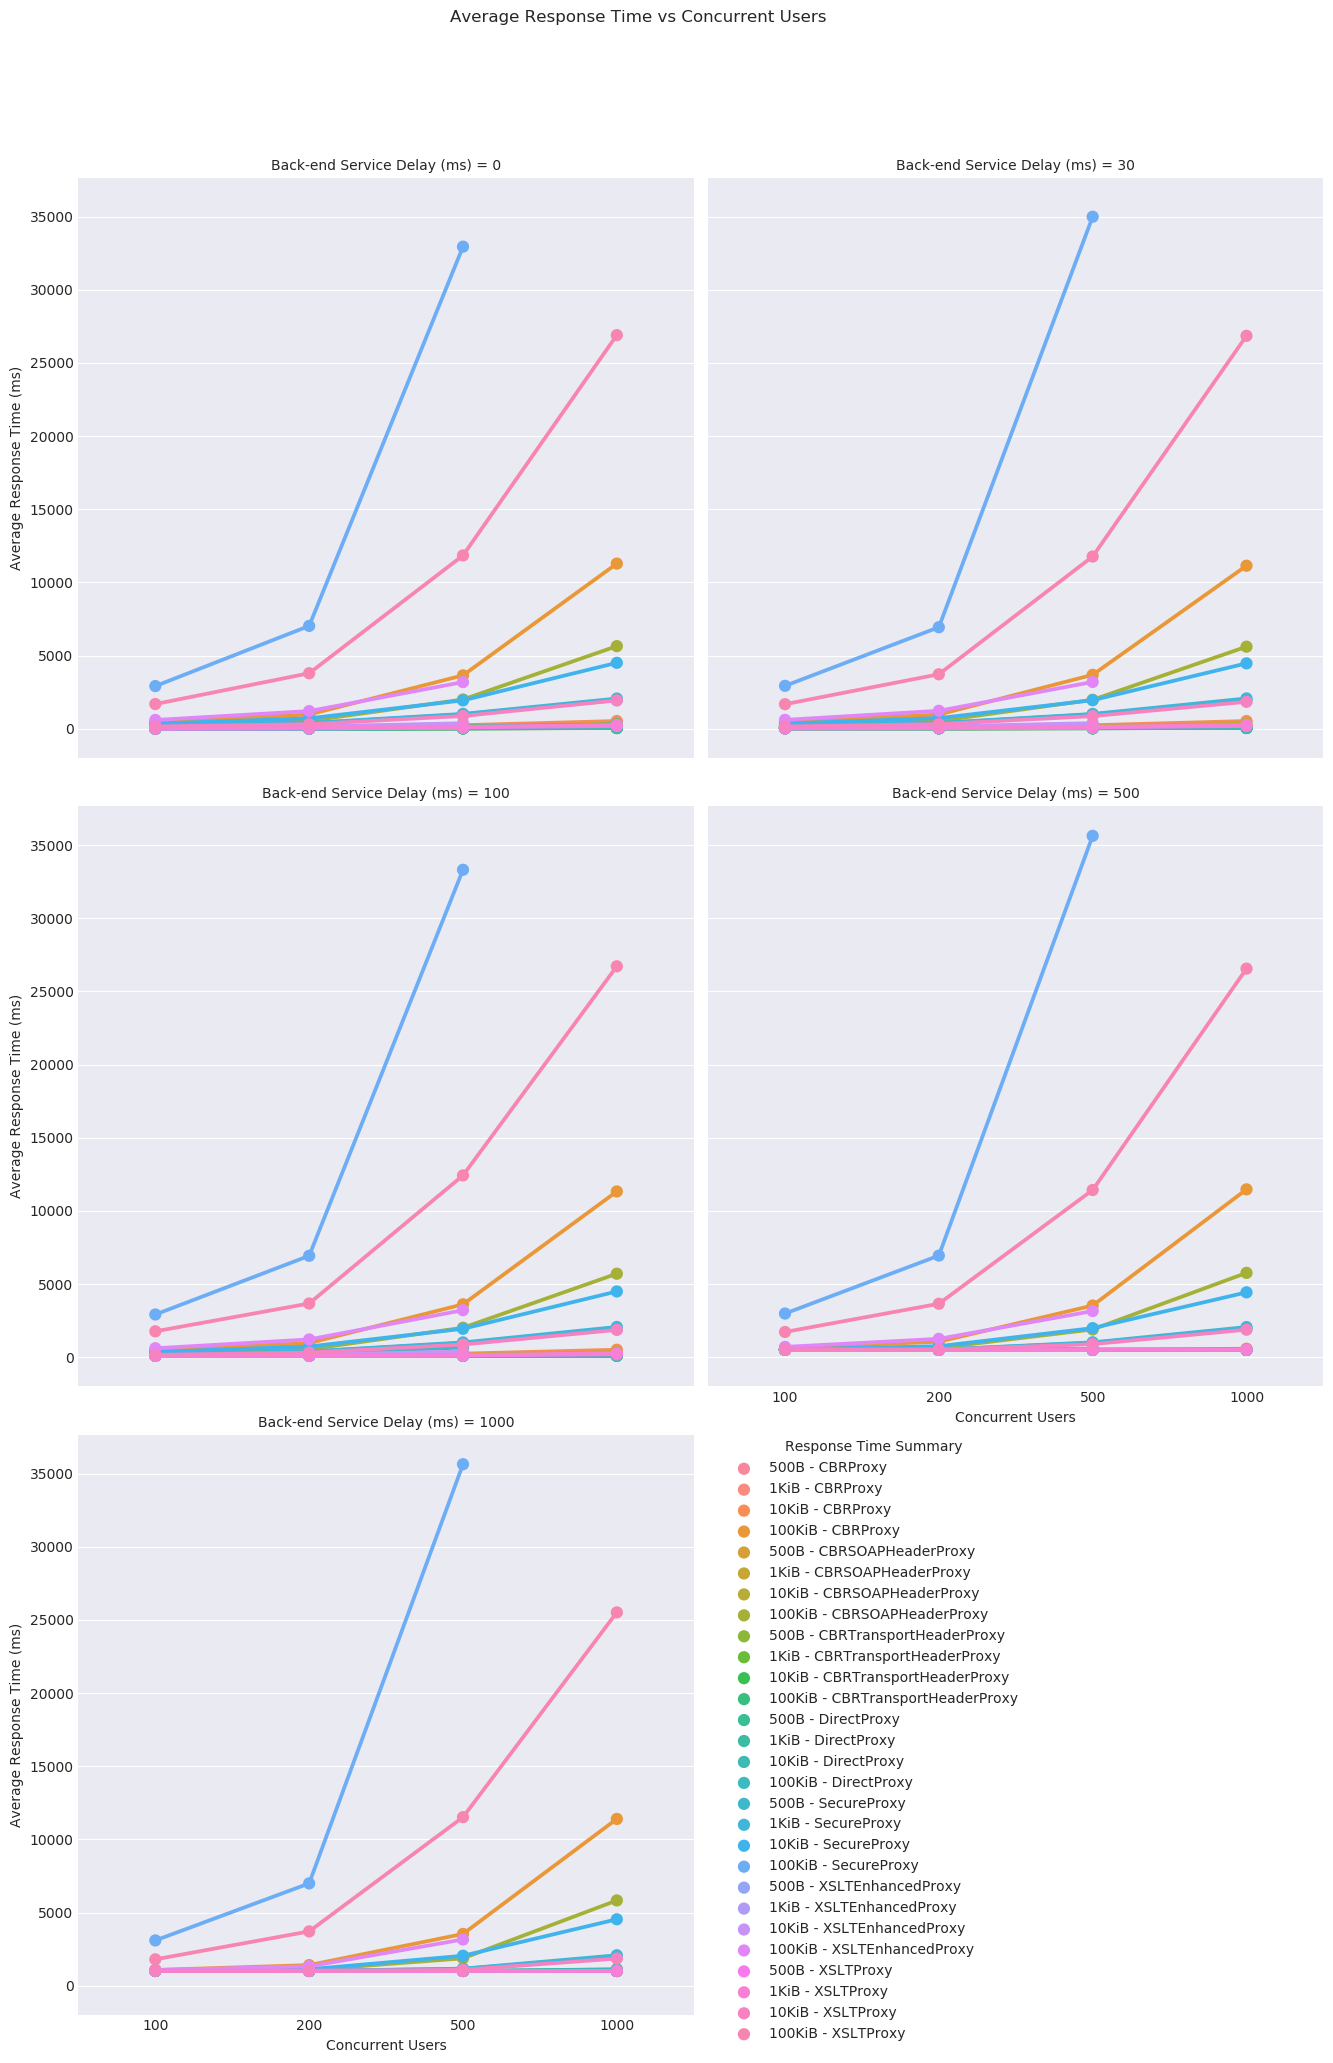 Average Response Time vs Concurrent Users
Back-end Service Delay (ms) = 0
Back-end Service Delay (ms) = 30
35000
30000
25000
20000
15000
10000
5000
0
Average Response Time (ms)
Back-end Service Delay (ms) = 100
Back-end Service Delay (ms) = 500
35000
30000
25000
20000
15000
10000
5000
0
Average Response Time (ms)
100 200 500 1000
Concurrent Users
Back-end Service Delay (ms) = 1000
35000
30000
25000
20000
15000
10000
5000
0
Average Response Time (ms)
100 200 500 1000
Concurrent Users
Response Time Summary
500B - CBRProxy
1KiB - CBRProxy
10KiB - CBRProxy
100KiB - CBRProxy
500B - CBRSOAPHeaderProxy
1KiB - CBRSOAPHeaderProxy
10KiB - CBRSOAPHeaderProxy
100KiB - CBRSOAPHeaderProxy
500B - CBRTransportHeaderProxy
1KiB - CBRTransportHeaderProxy
10KiB - CBRTransportHeaderProxy
100KiB - CBRTransportHeaderProxy
500B - DirectProxy
1KiB - DirectProxy
10KiB - DirectProxy
100KiB - DirectProxy
500B - SecureProxy
1KiB - SecureProxy
10KiB - SecureProxy
100KiB - SecureProxy
500B - XSLTEnhancedProxy
1KiB - XSLTEnhancedProxy
10KiB - XSLTEnhancedProxy
100KiB - XSLTEnhancedProxy
500B - XSLTProxy
1KiB - XSLTProxy
10KiB - XSLTProxy
100KiB - XSLTProxy